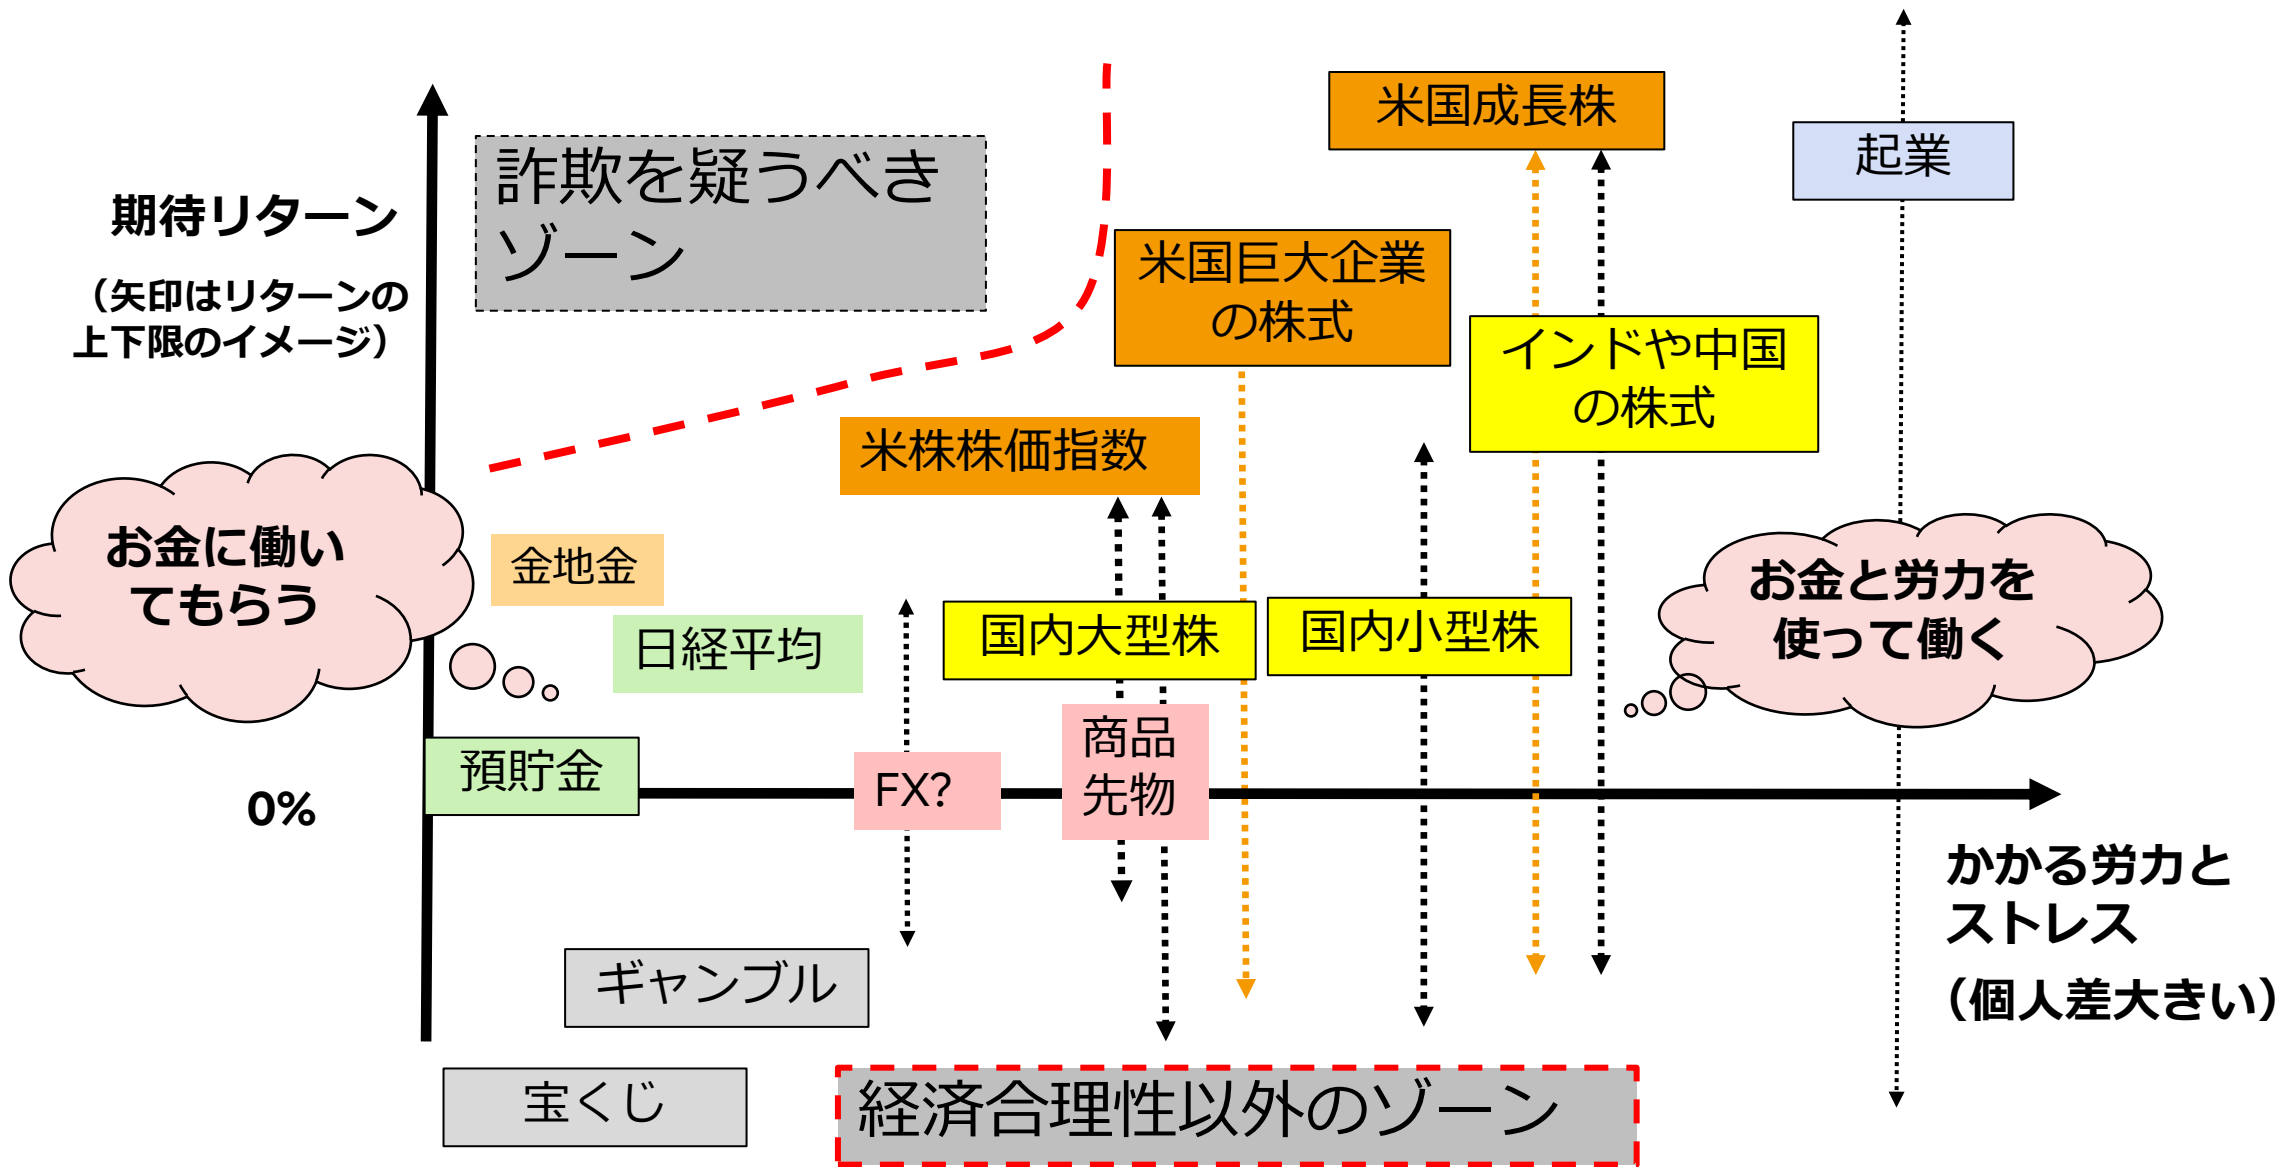 米国成長株
起業
詐欺を疑うべき
ゾーン
期待リターン
（矢印はリターンの
上下限のイメージ）
米国巨大企業
の株式
インドや中国
の株式
米株株価指数
お金に働い
てもらう
金地金
日経平均
国内大型株
国内小型株
お金と労力を
使って働く
預貯金
FX?
商品
先物
0%
かかる労力と
ストレス
（個人差大きい）
ギャンブル
宝くじ
経済合理性以外のゾーン